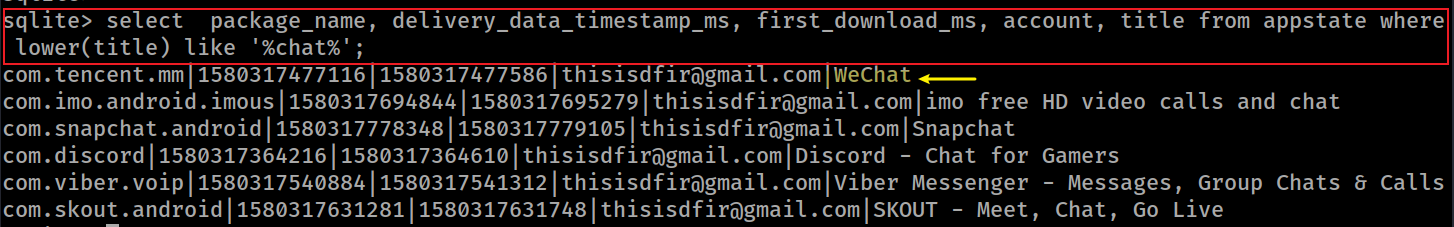 sqlite> select  package_name, delivery_data_timestamp_ms, first_download_ms, account, title from appstate where
lower(title) like '%chat%';
com.tencent.mm|1580317477116|1580317477586|thisisdfir@gmail.com|WeChat
com.imo.android.imous|1580317694844|1580317695279|thisisdfir@gmail.com|imo free HD video calls and chat
com.snapchat.android|1580317778348|1580317779105|thisisdfir@gmail.com|Snapchat
com.discord|1580317364216|1580317364610|thisisdfir@gmail.com|Discord - Chat for Gamers
com.viber.voip|1580317540884|1580317541312|thisisdfir@gmail.com|Viber Messenger - Messages, Group Chats & Calls
com.skout.android|1580317631281|1580317631748|thisisdfir@gmail.com|SKOUT - Meet, Chat, Go Live